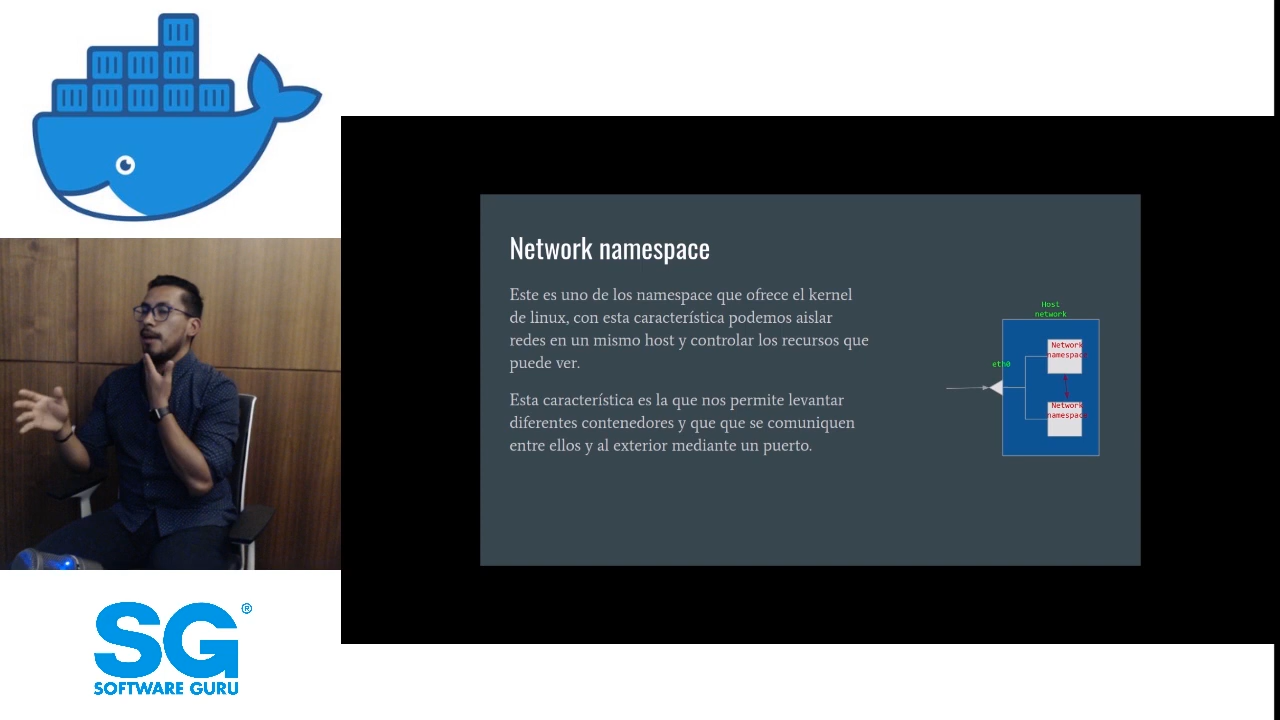 Network namespace
Este es uno de los namespace que ofrece el kernel
de linux, con esta característica podemos aislar
redes en un mismo host y controlar los recursos que
puede ver.
Esta característica es la que nos permite levantar
diferentes contenedores y que que se comuniquen
entre ellos y al exterior mediante un puerto.
Host
network
eth0
Network
namespace
Network
namespace
SG®
SOFTWARE GURU